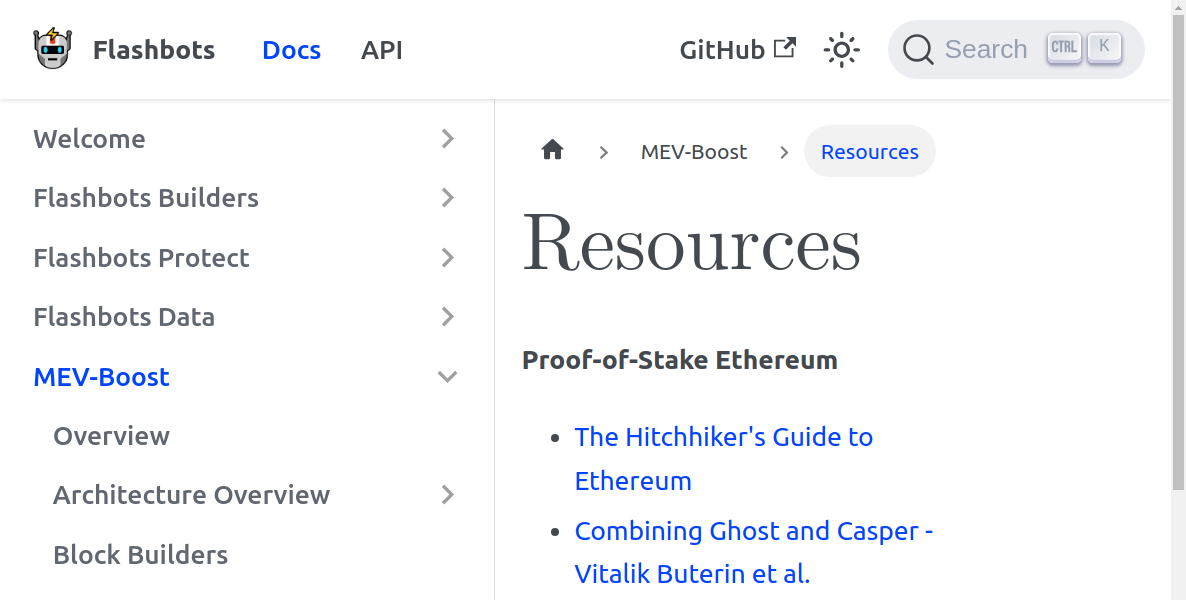 Flashbots Docs API GitHub Search CTRL K
Welcome
Flashbots Builders
Flashbots Protect
Flashbots Data
MEV-Boost
Overview
Architecture Overview
Block Builders
MEV-Boost Resources
Resources
Proof-of-Stake Ethereum
The Hitchhiker's Guide to
Ethereum
Combining Ghost and Casper -
Vitalik Buterin et al.